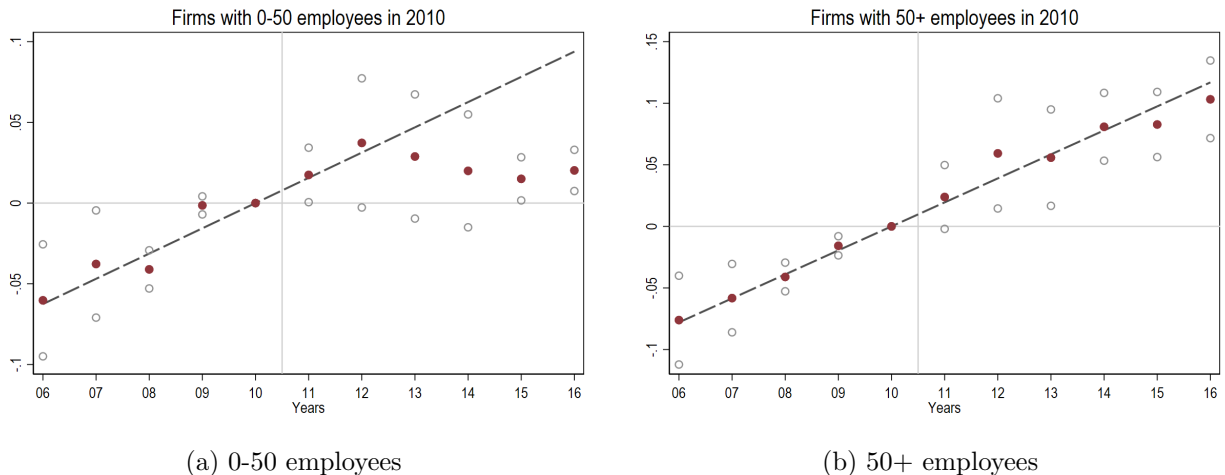 Firms with 0-50 employees in 2010
.1
.05
0
-.05
-.1
06 07 08 09 10 11 12 13 14 15 16
Years
(a) 0-50 employees
Firms with 50+ employees in 2010
.15
.1
.05
0
-.05
-.1
06 07 08 09 10 11 12 13 14 15 16
Years
(b) 50+ employees